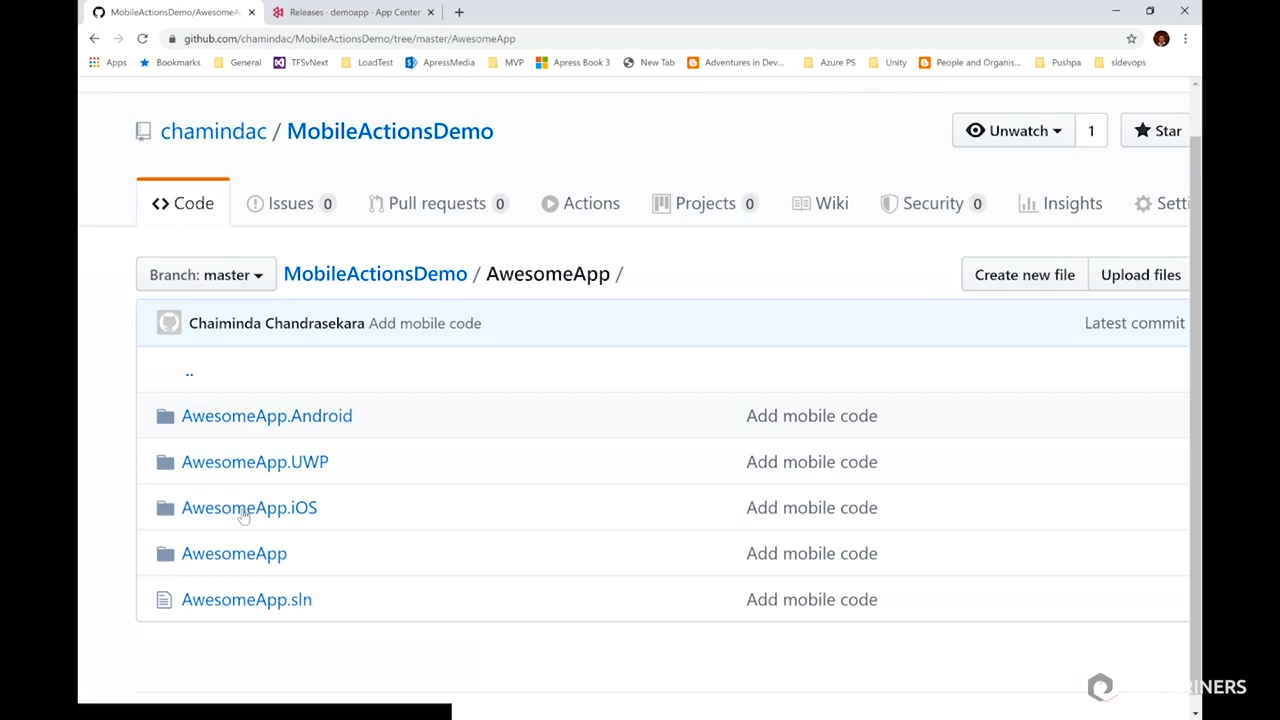 MobileActionsDemo/AwesomeA
Releases - demoapp - App Center
github.com/chamindac/MobileActionsDemo/tree/master/AwesomeApp
Apps Bookmarks General TFSvNext LoadTest ApressMedia MVP Apress Book 3 New Tab Adventures in Dev... Azure PS Unity People and Organis... Pushpa sldevops
chamindac / MobileActionsDemo
Unwatch 1 Star
Code Issues 0 Pull requests 0 Actions Projects 0 Wiki Security 0 Insights Setti
Branch: master MobileActionsDemo / AwesomeApp / Create new file Upload files
Chaiminda Chandrasekara Add mobile code Latest commit
..
AwesomeApp.Android Add mobile code
AwesomeApp.UWP Add mobile code
AwesomeApp.iOS Add mobile code
AwesomeApp Add mobile code
AwesomeApp.sln Add mobile code